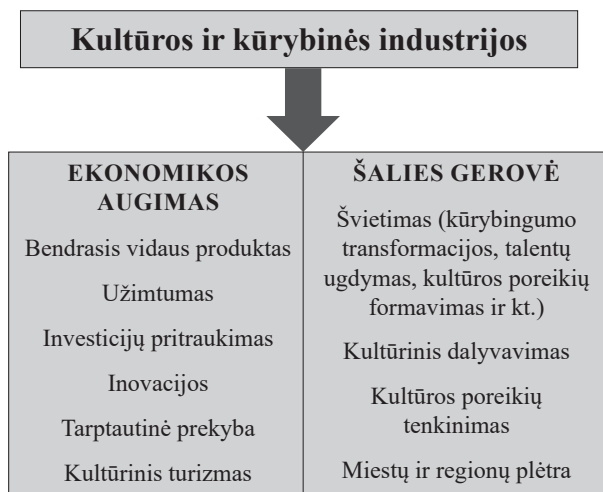 Kultūros ir kūrybinės industrijos
EKONOMIKOS
AUGIMAS
Bendrasis vidaus produktas
Užimtumas
Investicijų pritraukimas
Inovacijos
Tarptautinė prekyba
Kultūrinis turizmas
ŠALIES GEROVĖ
Švietimas (kūrybingumo
transformacijos, talentų
ugdymas, kultūros poreikių
formavimas ir kt.)
Kultūrinis dalyvavimas
Kultūros poreikių
tenkinimas
Miestų ir regionų plėtra